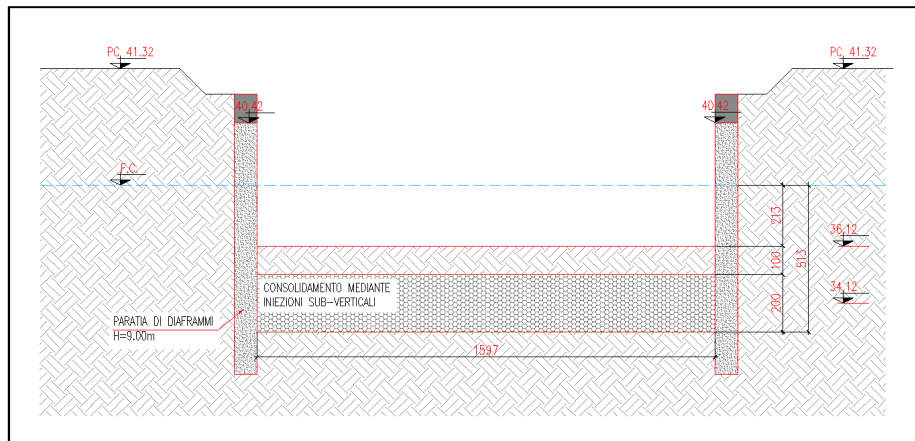 PC 41.32
PC 41.32
40.42
40.42
F.C.
213
36.12
100
513
CONSOLIDAMENTO MEDIANTE
INIEZIONI SUB-VERTICALI
34.12
200
PARATIA DI DIAFRAMMI
H=9.00m
1597